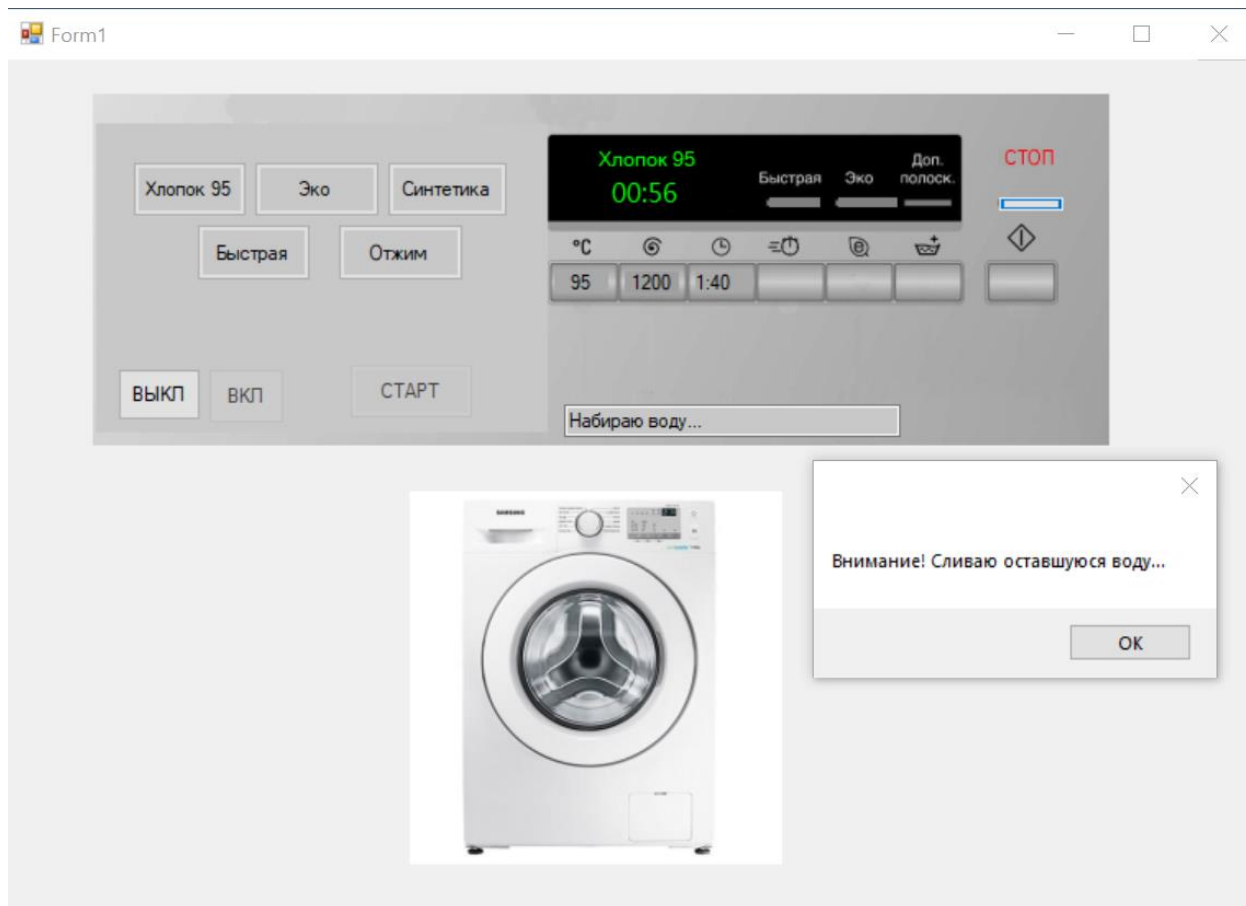 Form1
Хлопок 95
Эко
Синтетика
Быстрая
Отжим
ВЫКЛ
ВКЛ
СТАРТ
Хлопок 95
00:56
Быстрая
Эко
Доп.
полоск.
СТОП
°C
95
1200
1:40
Набираю воду...
SAMSUNG
Внимание! Сливаю оставшуюся воду...
OK